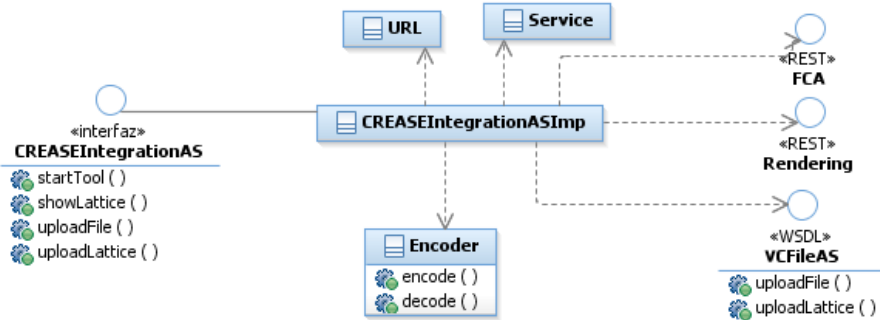 URL
Service
«REST»
FCA
«interfaz»
CREASEIntegrationAS
startTool ( )
showLattice ( )
uploadFile ( )
uploadLattice ( )
CREASEIntegrationASImp
«REST»
Rendering
Encoder
encode ( )
decode ( )
«WSDL»
VCFileAS
uploadFile ( )
uploadLattice ( )